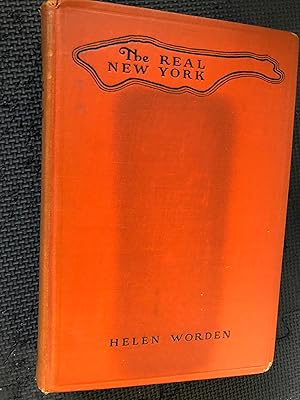 The REAL
NEW YORK
HELEN WORDEN